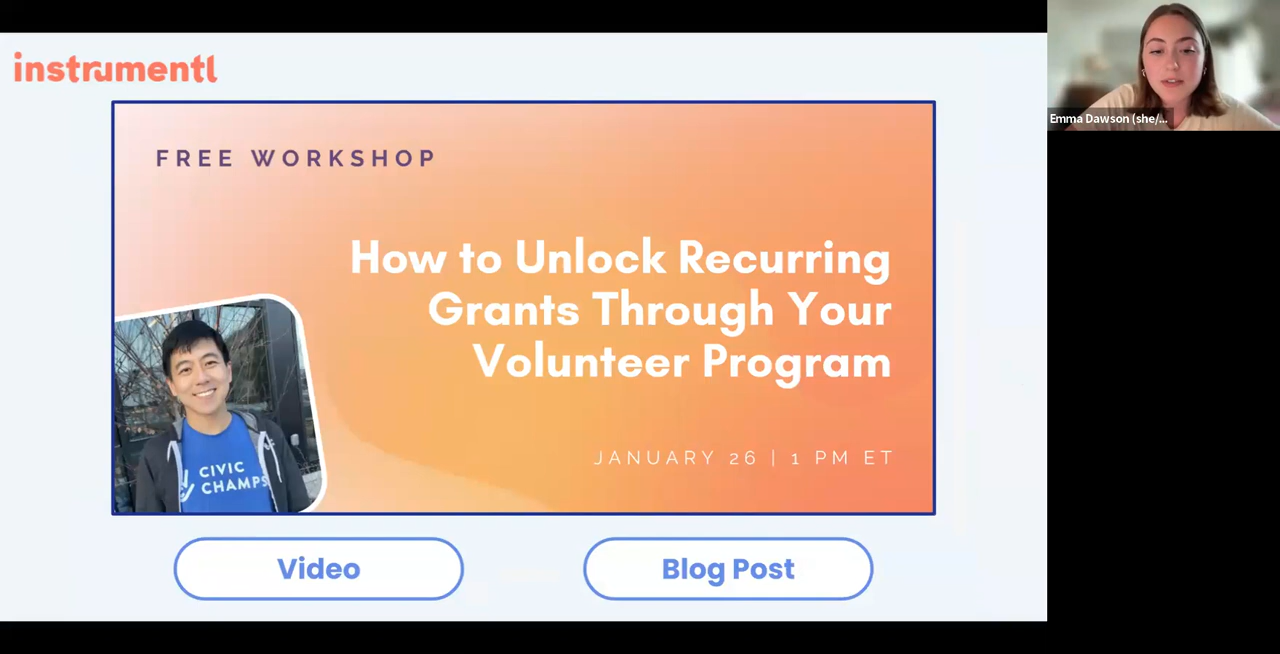 instrumentl
FREE WORKSHOP
How to Unlock Recurring
Grants Through Your
Volunteer Program
JANUARY 26 | 1 PM ET
CIVIC
CHAMPS
Video
Blog Post
Emma Dawson (she/...